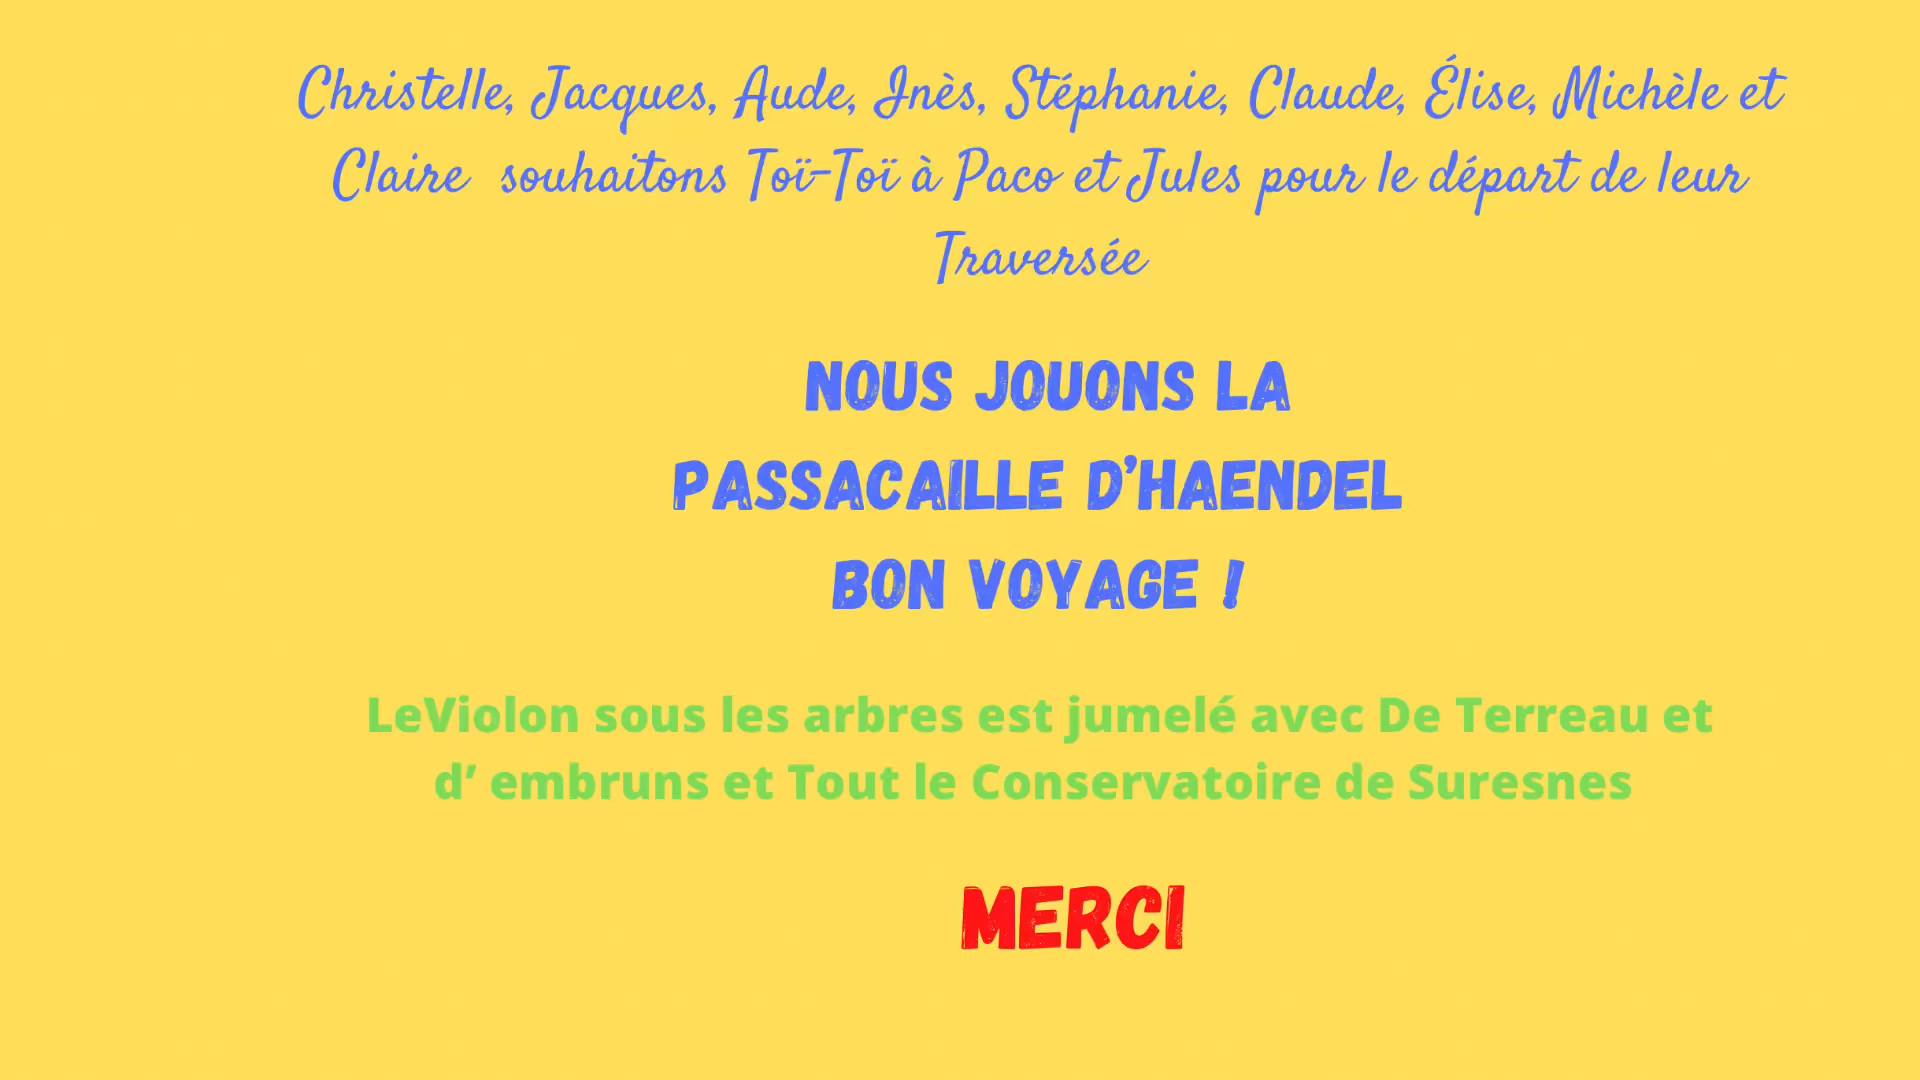 Christelle, Jacques, Aude, Inès, Stéphanie, Claude, Élise, Michèle et
Claire souhaitons Toï-Toï à Paco et Jules pour le départ de leur
Traversée
NOUS JOUONS LA
PASSACAILLE D’HAENDEL
BON VOYAGE !
LeViolon sous les arbres est jumelé avec De Terreau et
d’ embruns et Tout le Conservatoire de Suresnes
MERCI